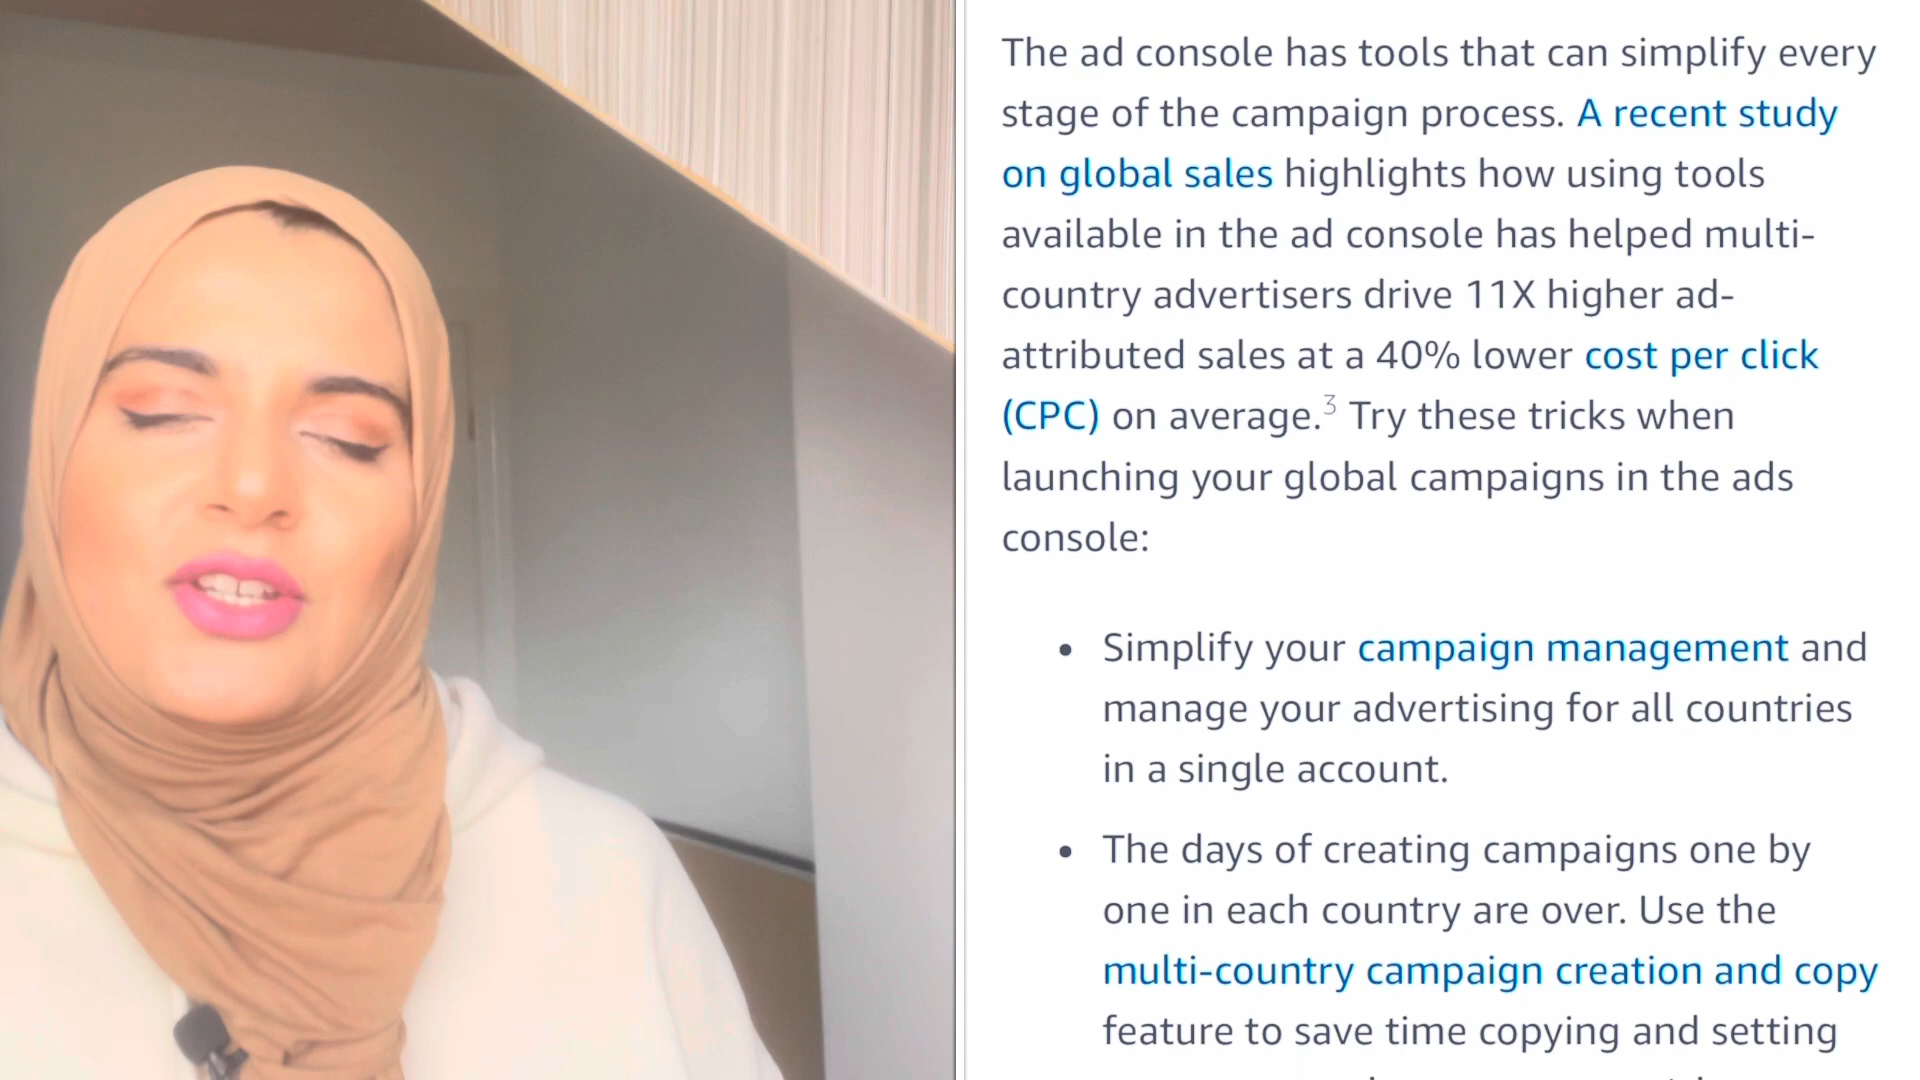 The ad console has tools that can simplify every
stage of the campaign process. A recent study
on global sales highlights how using tools
available in the ad console has helped multi-
country advertisers drive 11X higher ad-
attributed sales at a 40% lower cost per click
(CPC) on average.3 Try these tricks when
launching your global campaigns in the ads
console:
• Simplify your campaign management and
manage your advertising for all countries
in a single account.
• The days of creating campaigns one by
one in each country are over. Use the
multi-country campaign creation and copy
feature to save time copying and setting